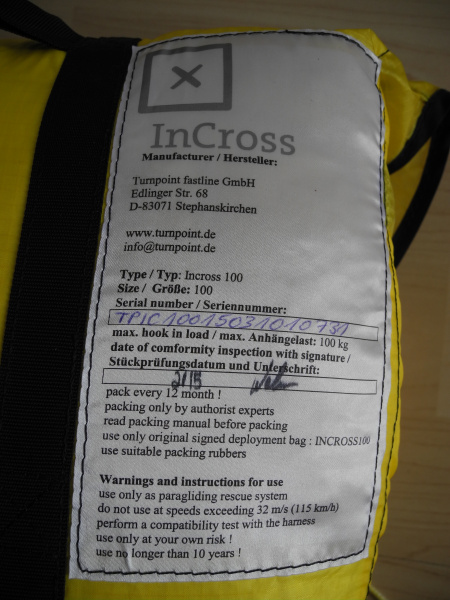 InCross
Manufacturer / Hersteller:
Turnpoint fastline GmbH
Edlinger Str. 68
D-83071 Stephanskirchen
www.turnpoint.de
info@turnpoint.de
Type / Typ: Incross 100
Size / Größe: 100
Serial number / Seriennummer:
TPIC10015031010731
max. hook in load / max. Anhängelast: 100 kg
date of conformity inspection with signature /
Stückprüfungsdatum und Unterschrift:
pack every 12 month !
packing only by authorist experts
read packing manual before packing
use only original signed deployment bag : INCROSS100
use suitable packing rubbers
Warnings and instructions for use
use only as paragliding rescue system
do not use at speeds exceeding 32 m/s (115 km/h)
perform a compatibility test with the harness
use only at your own risk !
use no longer than 10 years !